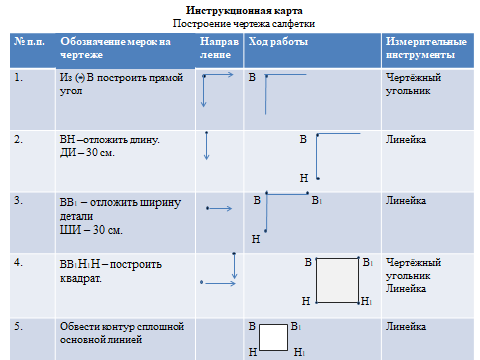 Инструкционная карта
Построение чертежа салфетки
№ п.п. Обозначение мерок на чертеже Направ ление Ход работы Измерительные инструменты
1. Из (•) В построить прямой угол В Чертёжный угольник
2. ВН –отложить длину. ДИ – 30 см. В Н Линейка
3. ВВ1 – отложить ширину детали ШИ – 30 см. В В1 Н Линейка
4. ВВ1Н1Н – построить квадрат. В В1 Н Н1 Чертёжный угольник Линейка
5. Обвести контур сплошной основной линией В В1 Н Н1 Линейка